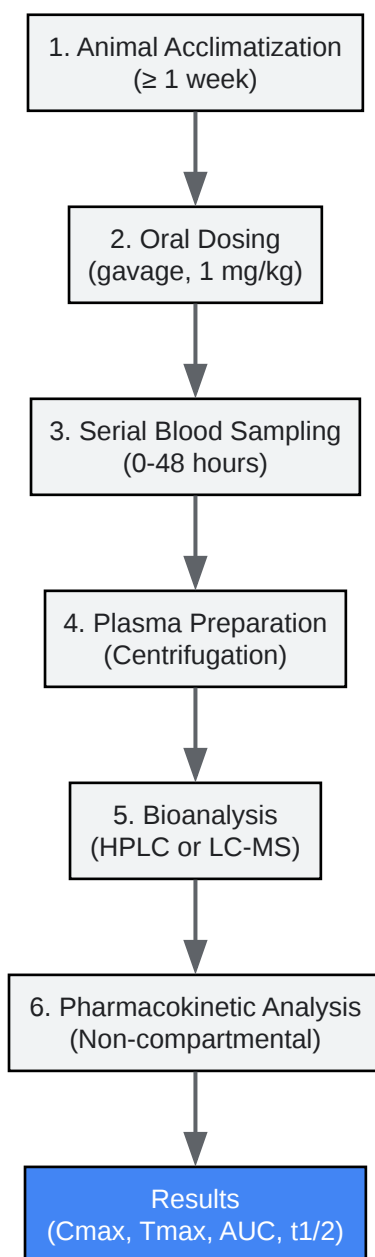 1. Animal Acclimatization
(≥ 1 week)
2. Oral Dosing
(gavage, 1 mg/kg)
3. Serial Blood Sampling
(0-48 hours)
4. Plasma Preparation
(Centrifugation)
5. Bioanalysis
(HPLC or LC-MS)
6. Pharmacokinetic Analysis
(Non-compartmental)
Results
(Cmax, Tmax, AUC, t1/2)